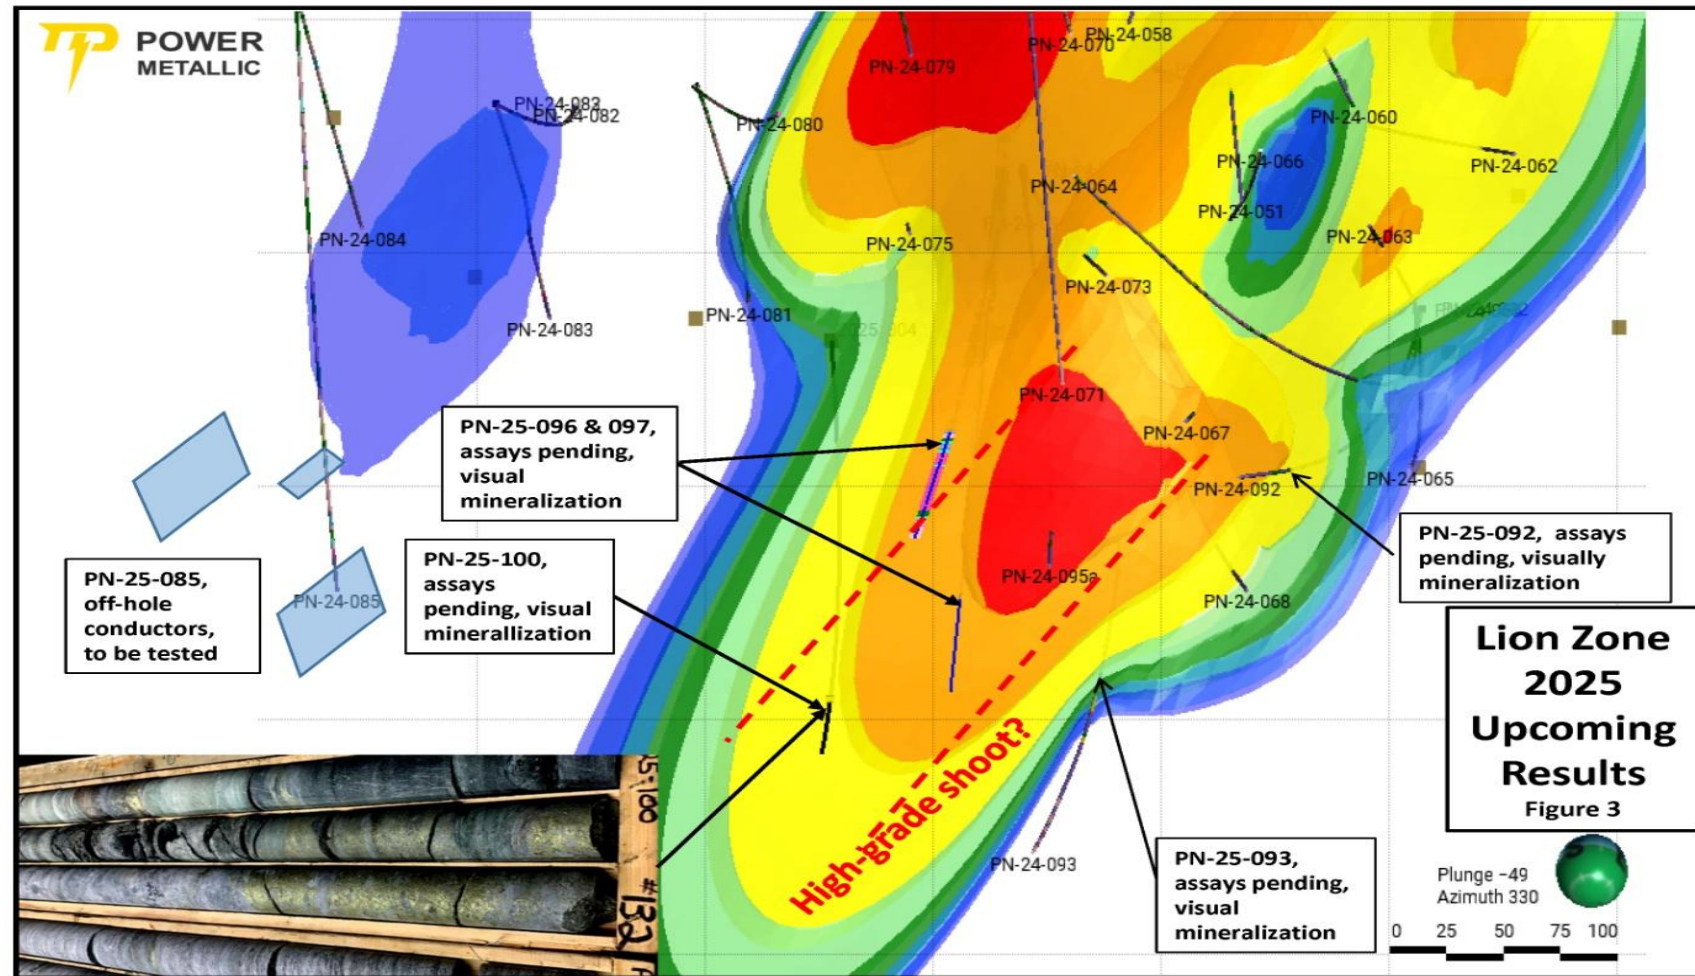 POWER
METALLIC
PN-24-079
PN-24-070
PN-24-058
PN-24-083
PN-24-082
PN-24-080
PN-24-060
PN-24-066
PN-24-062
PN-24-064
PN-24-051
PN-24-084
PN-24-075
PN-24-063
PN-24-073
PN-24-083
PN-24-081
PN-24-071
PN-24-067
PN-24-092
PN-24-065
PN-24-095a
PN-24-068
PN-24-085
PN-24-093
PN-25-096 & 097,
assays pending,
visual
mineralization
PN-25-100,
assays
pending, visual
minerallization
PN-25-085,
off-hole
conductors,
to be tested
PN-25-092, assays
pending, visually
mineralization
PN-25-093,
assays pending,
visual
mineralization
High-grade shoot?
Lion Zone
2025
Upcoming
Results
Figure 3
Plunge -49
Azimuth 330
0 25 50 75 100
#132